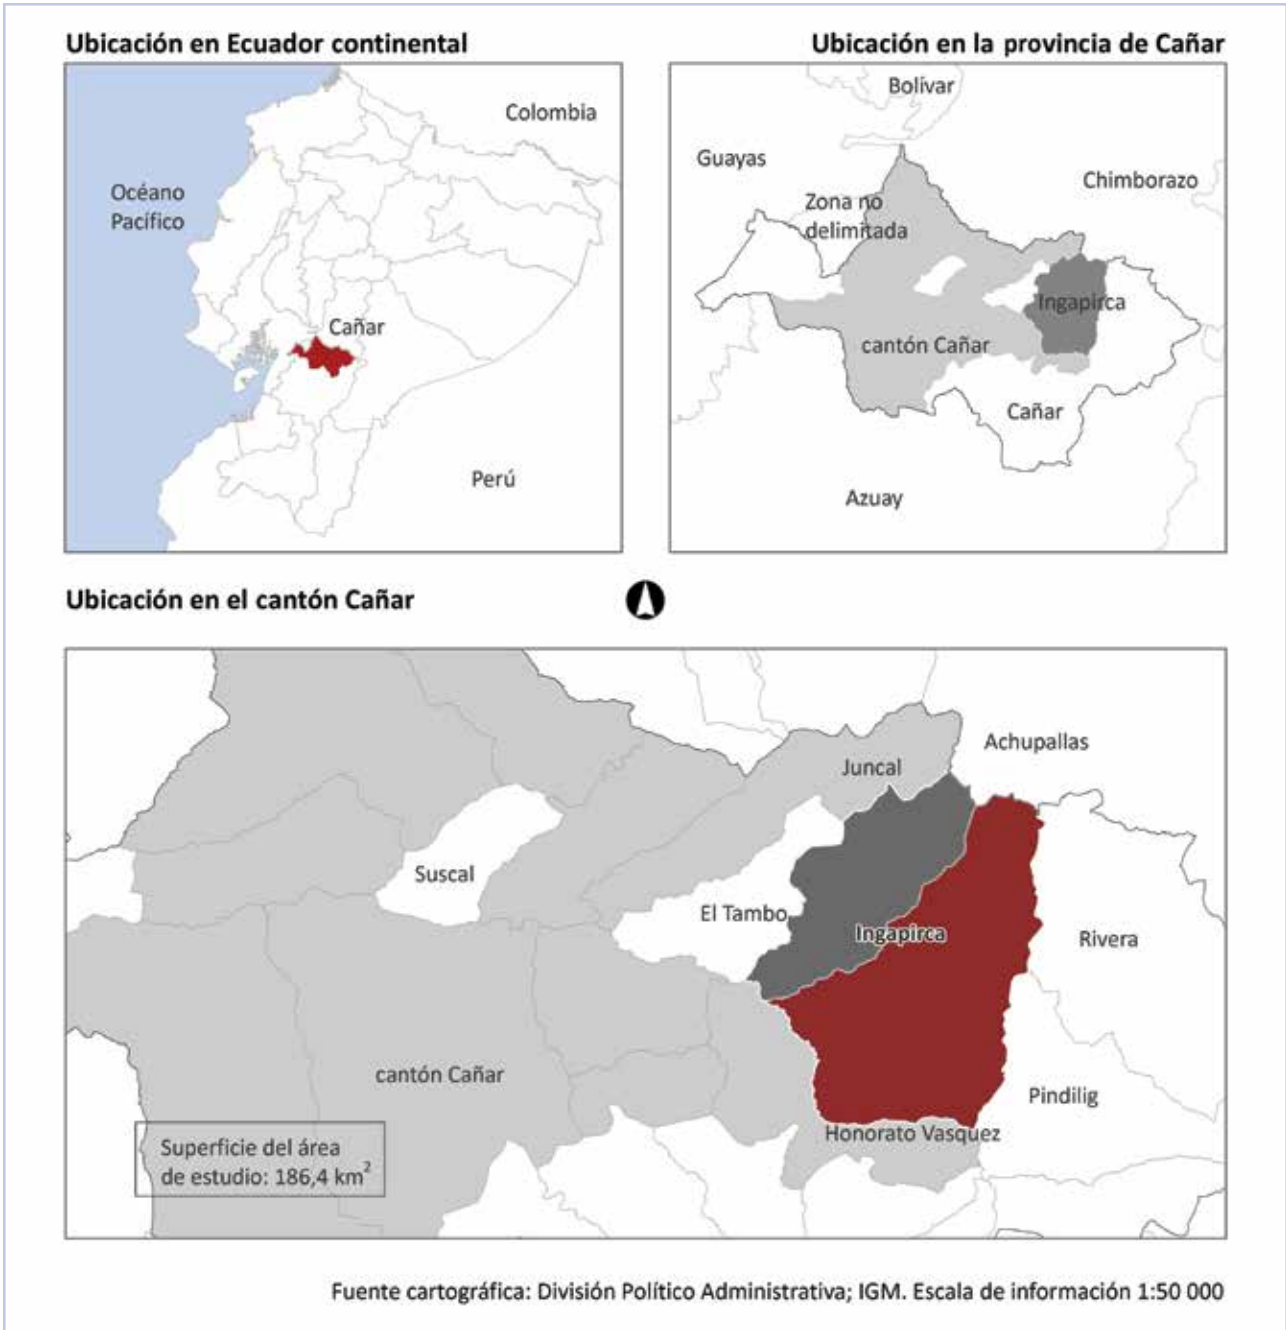 Ubicación en Ecuador continental
Colombia
Océano
Pacífico
Cañar
Perú
Ubicación en la provincia de Cañar
Bolívar
Guayas
Chimborazo
Zona no
delimitada
Ingapirca
cantón Cañar
Cañar
Azuay
Ubicación en el cantón Cañar
Achupallas
Juncal
Suscal
El Tambo
Ingapirca
Rivera
cantón Cañar
Pindilig
Honorato Vasquez
Superficie del área
de estudio: 186,4 km²
Fuente cartográfica: División Político Administrativa; IGM. Escala de información 1:50 000